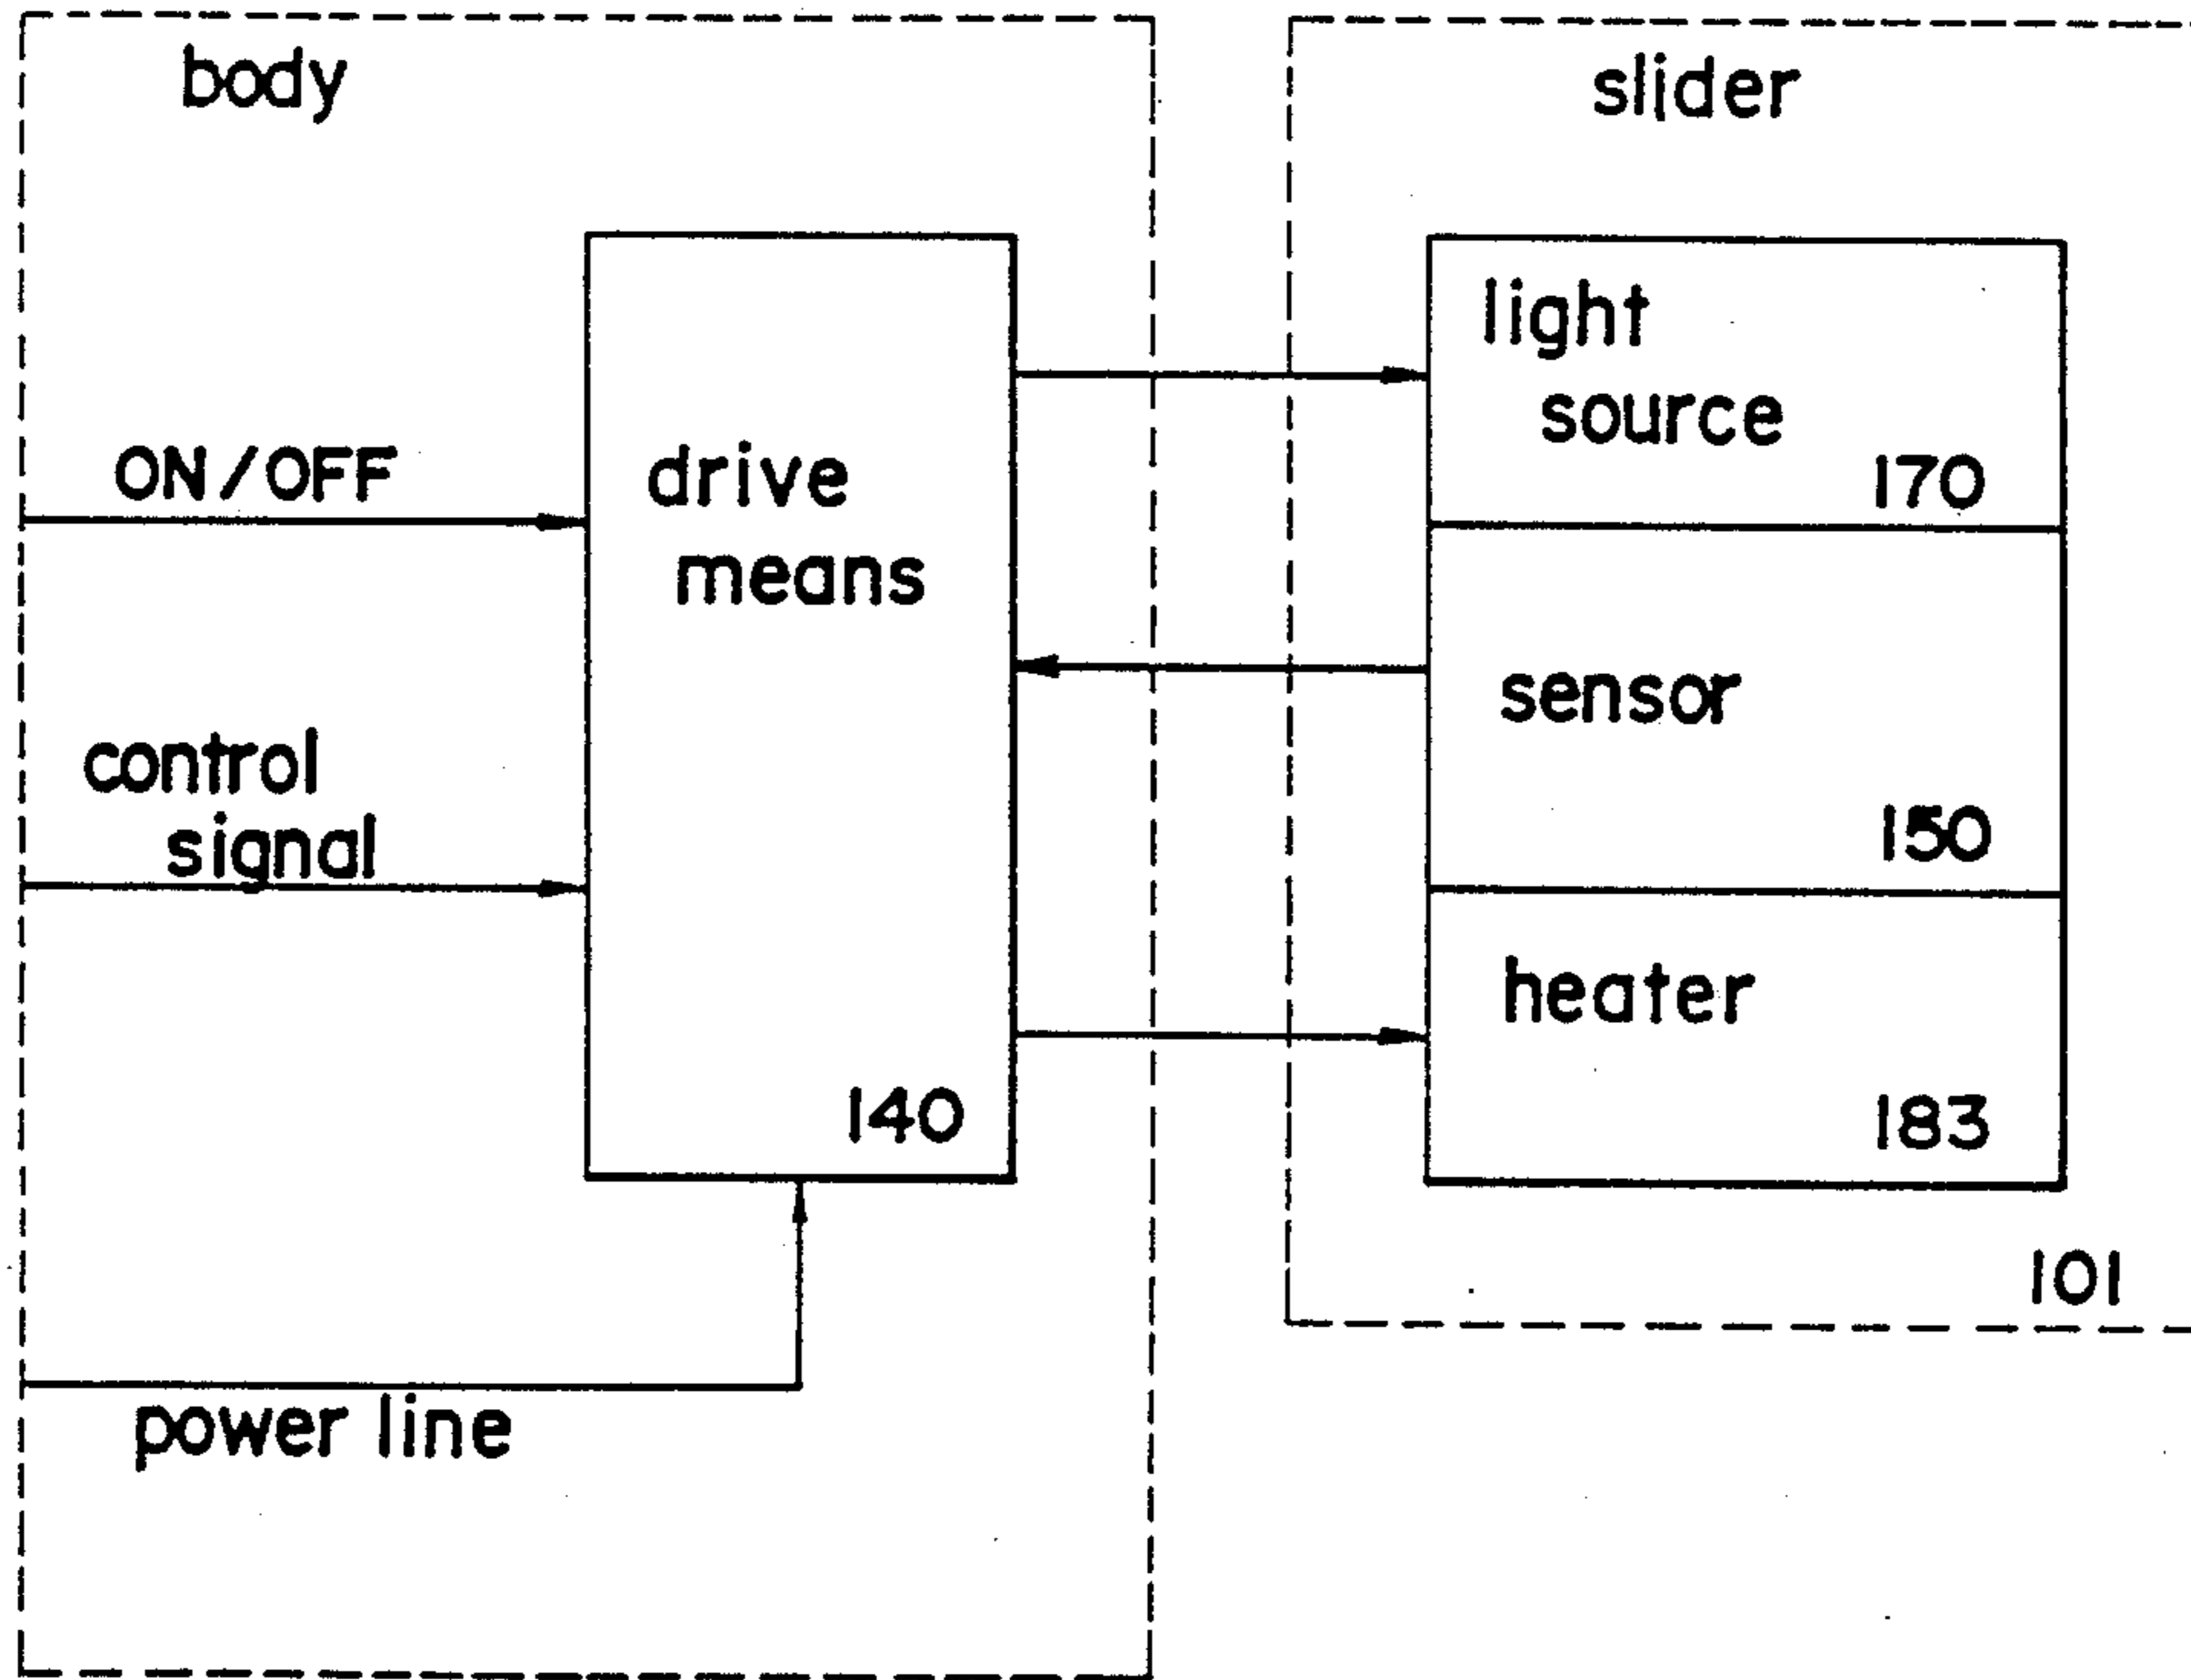 body
slider
light
source
170
ON/OFF
drive
means
sensor
150
control
signal
heater
183
140
101
power line